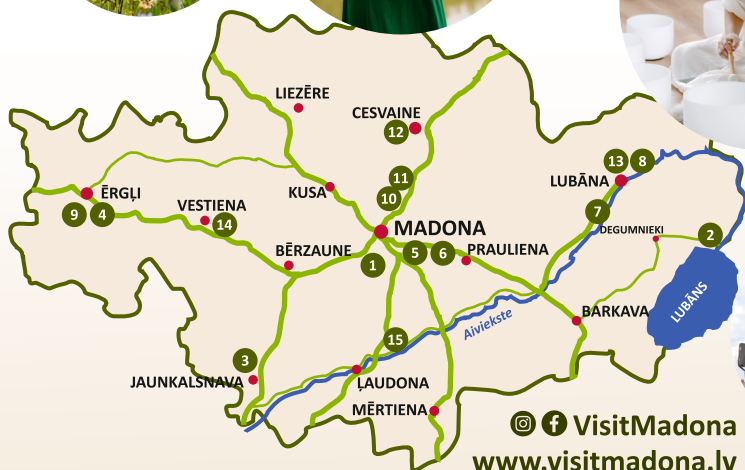 LIEZĒRE
CESVAINE
12
13 8
11
LUBĀNA
ĒRGĻI
KUSA
10
VESTIENA
7
9 4
14
MADONA
DEGUMNIEKI
2
BĒRZAUNE
5 6
PRAULIENA
1
LUBĀNS
BARKAVA
Aiviekste
15
3
JAUNKALSNAVA
ĻAUDONA
MĒRTIENA
VisitMadona
www.visitmadona.lv